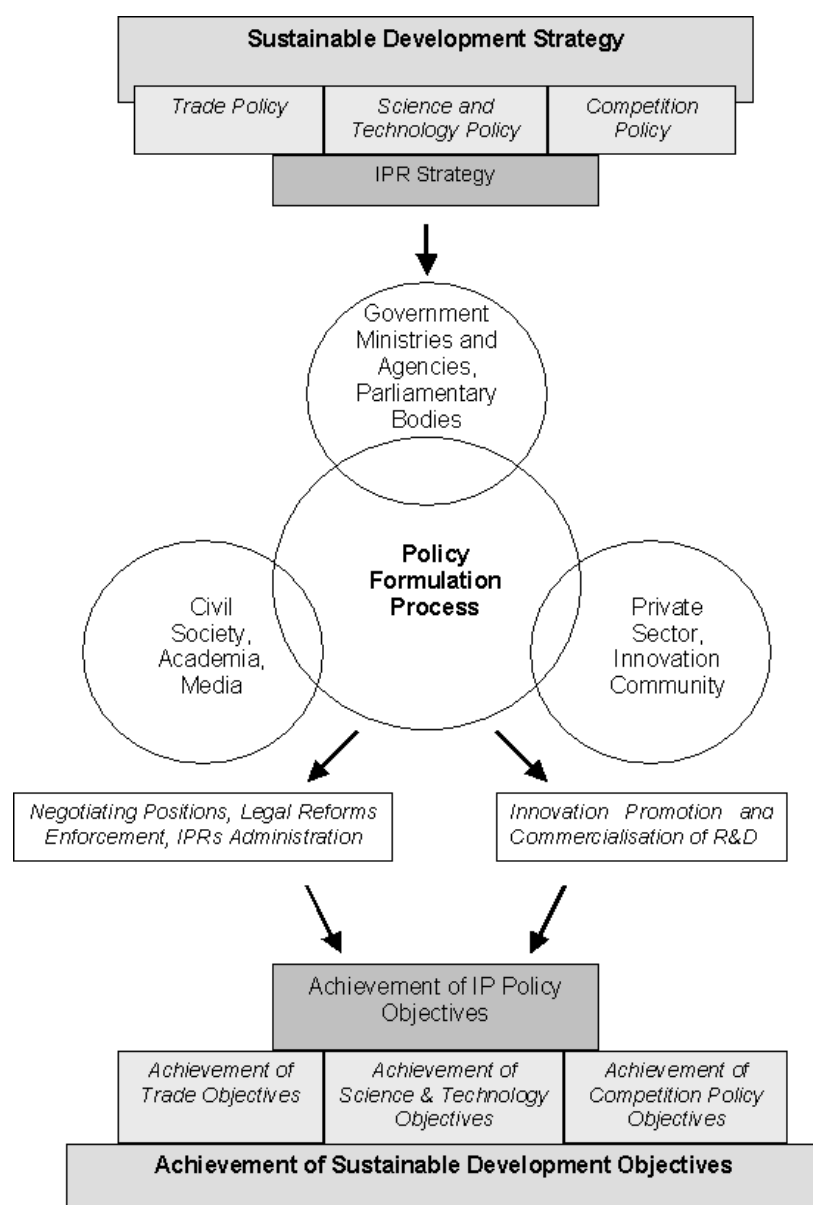 Sustainable Development Strategy
Trade Policy
Science and
Technology Policy
Competition
Policy
IPR Strategy
Government
Ministries and
Agencies,
Parliamentary
Bodies
Policy
Formulation
Process
Civil
Society,
Academia,
Media
Private
Sector,
Innovation
Community
Negotiating Positions, Legal Reforms
Enforcement, IPRs Administration
Innovation Promotion and
Commercialisation of R&D
Achievement of IP Policy
Objectives
Achievement of
Trade Objectives
Achievement of
Science & Technology
Objectives
Achievement of
Competition Policy
Objectives
Achievement of Sustainable Development Objectives